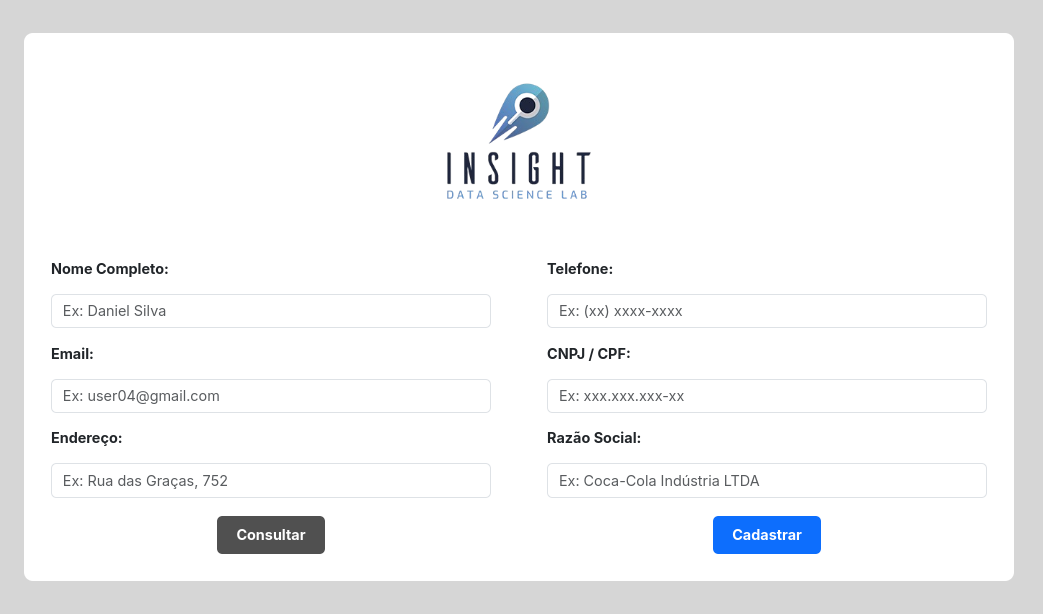 INSIGHT
DATA SCIENCE LAB
Nome Completo:
Ex: Daniel Silva
Telefone:
Ex: (xx) xxxx-xxxx
Email:
Ex: user04@gmail.com
CNPJ / CPF:
Ex: xxx.xxx.xxx-xx
Endereço:
Ex: Rua das Graças, 752
Razão Social:
Ex: Coca-Cola Indústria LTDA
Consultar
Cadastrar